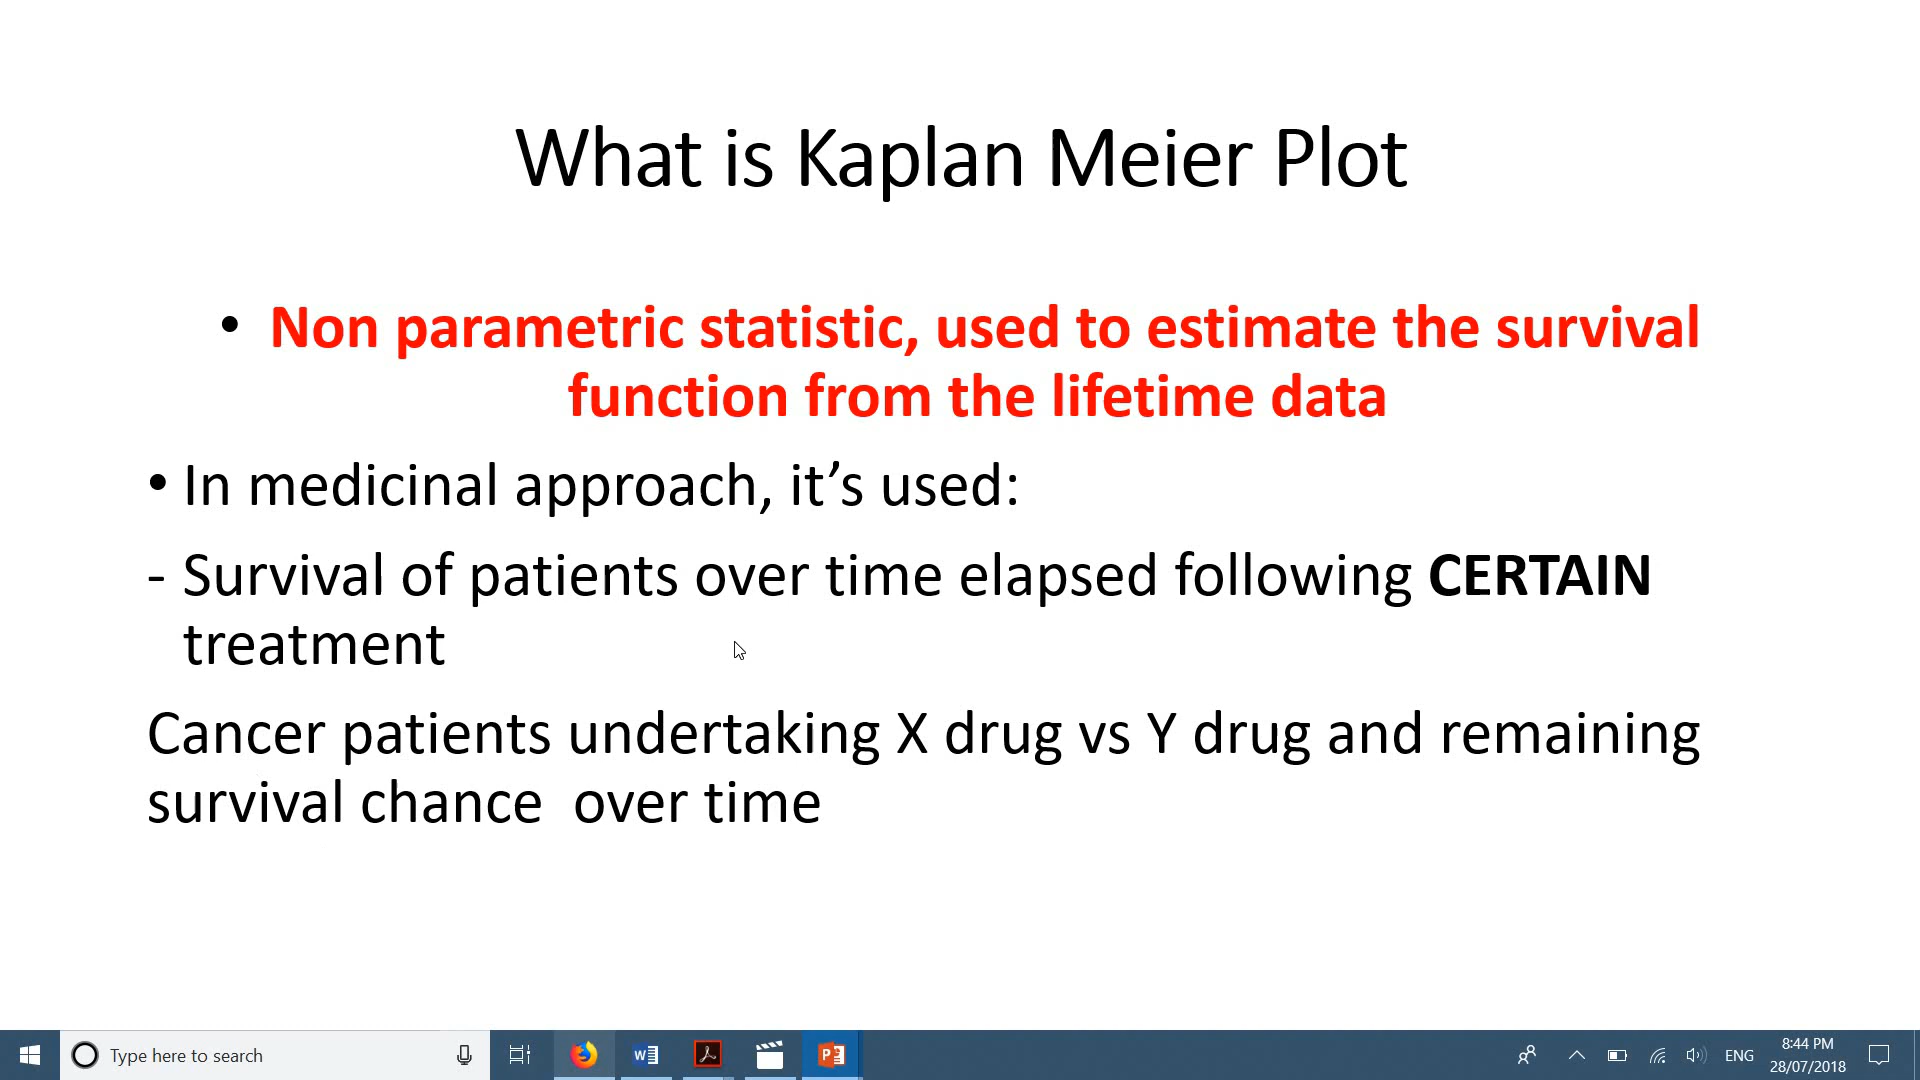 What is Kaplan Meier Plot
• Non parametric statistic, used to estimate the survival
function from the lifetime data
• In medicinal approach, it’s used:
- Survival of patients over time elapsed following CERTAIN
treatment
Cancer patients undertaking X drug vs Y drug and remaining
survival chance  over time
Type here to search
ENG
8:44 PM
28/07/2018